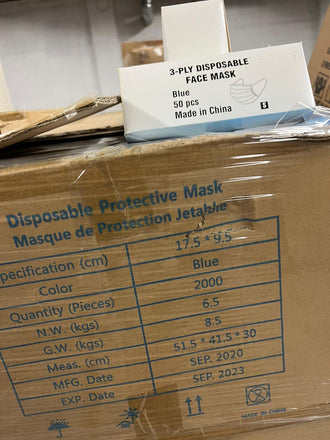 3-PLY DISPOSABLE
FACE MASK
Blue
50 pcs
Made in China
S
Disposable Protective Mask
Masque de Protection Jetable
Specification (cm) 17.5 * 9.5
Color Blue
Quantity (Pieces) 2000
N.W. (kgs) 6.5
G.W. (kgs) 8.5
Meas. (cm) 51.5 * 41.5 * 30
MFG. Date SEP. 2020
EXP. Date SEP. 2023
MADE IN CHINA